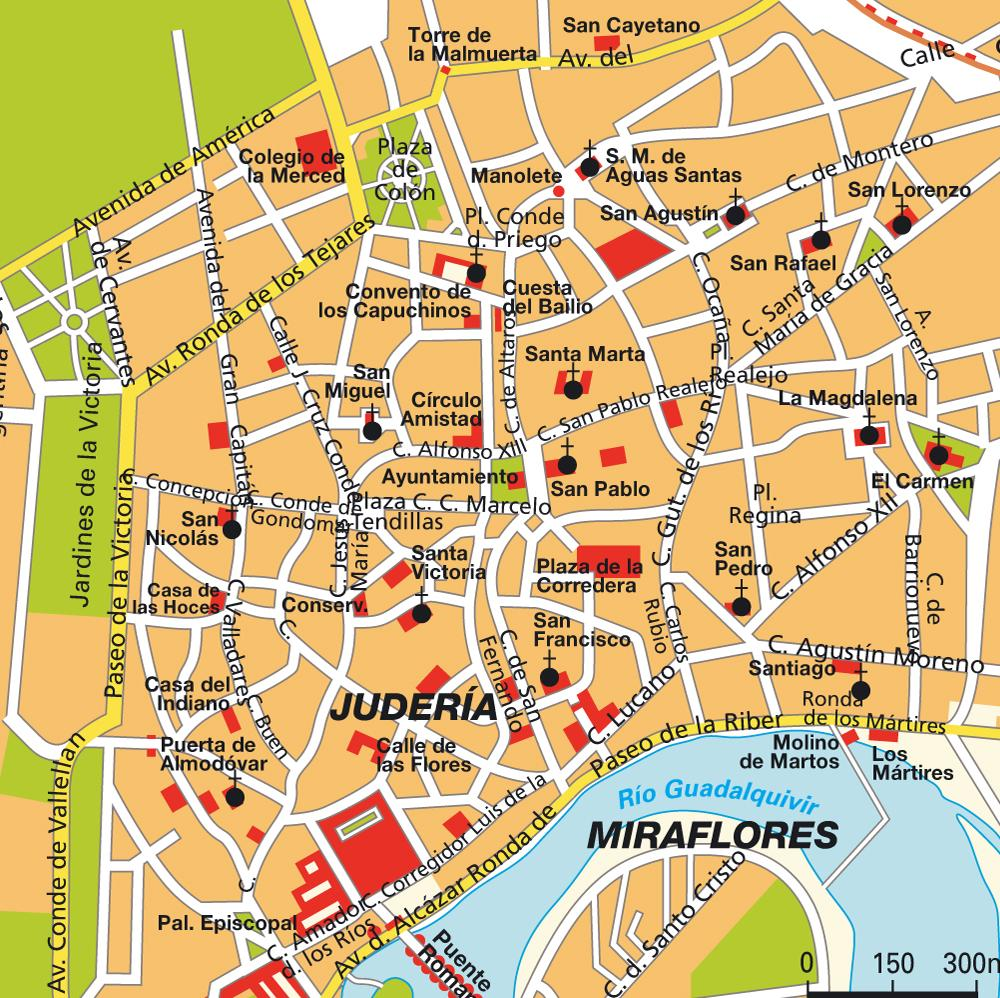 San Cayetano
Torre de
la Malmuerta
Av. del
Calle
Avenida de América
Colegio de
la Merced
Plaza
de
Colón
Manolete
S. M. de
Aguas Santas
C. de Montero
San Lorenzo
San Agustín
Pl. Conde
d. Priego
San Rafael
Av.
de Cervantes
Avenida del
Gran
Capitán
Av. Ronda de los Tejares
Convento de
los Capuchinos
Cuesta
del Bailio
C. Ocaña
C. Santa
María de Gracia
A.
San Lorenzo
Calle J. Cruz Conde
San
Miguel
Círculo
Amistad
C. de Altaros
Santa Marta
Pl.
Realejo
C. San Pablo Realejo
La Magdalena
Jardines de la Victoria
C. Alfonso XIII
Ayuntamiento
San Pablo
C. Gut. de los Ríos
El Carmen
C. Concepción
C. Conde de
Gondomar
Plaza C. C. Marcelo
Tendillas
Pl.
Regina
San
Nicolás
C. Jesús
María
Santa
Victoria
Plaza de la
Corredera
San
Pedro
C. Alfonso XII
C. de
Barrionuevo
Paseo de la Victoria
Casa de
las Hoces
C. Valladares
Conserv.
C.
San
Francisco
C. Carlos
Rubio
C. de San
Fernando
C. Agustín Moreno
Santiago
Casa del
Indiano
C. Buen
JUDERÍA
C. Lucano
Ronda
de los Mártires
Paseo de la Riber
Puerta de
Almodóvar
Calle de
las Flores
Molino
de Martos
Los
Mártires
Av. Conde de Vallellan
Río Guadalquivir
MIRAFLORES
C.
C. Corregidor Luis de la
Pal. Episcopal
C. Amador
d. los Ríos
Av. d. Alcázar Ronda de
Puente
Roman
C. d. Santo Cristo
0 150 300m